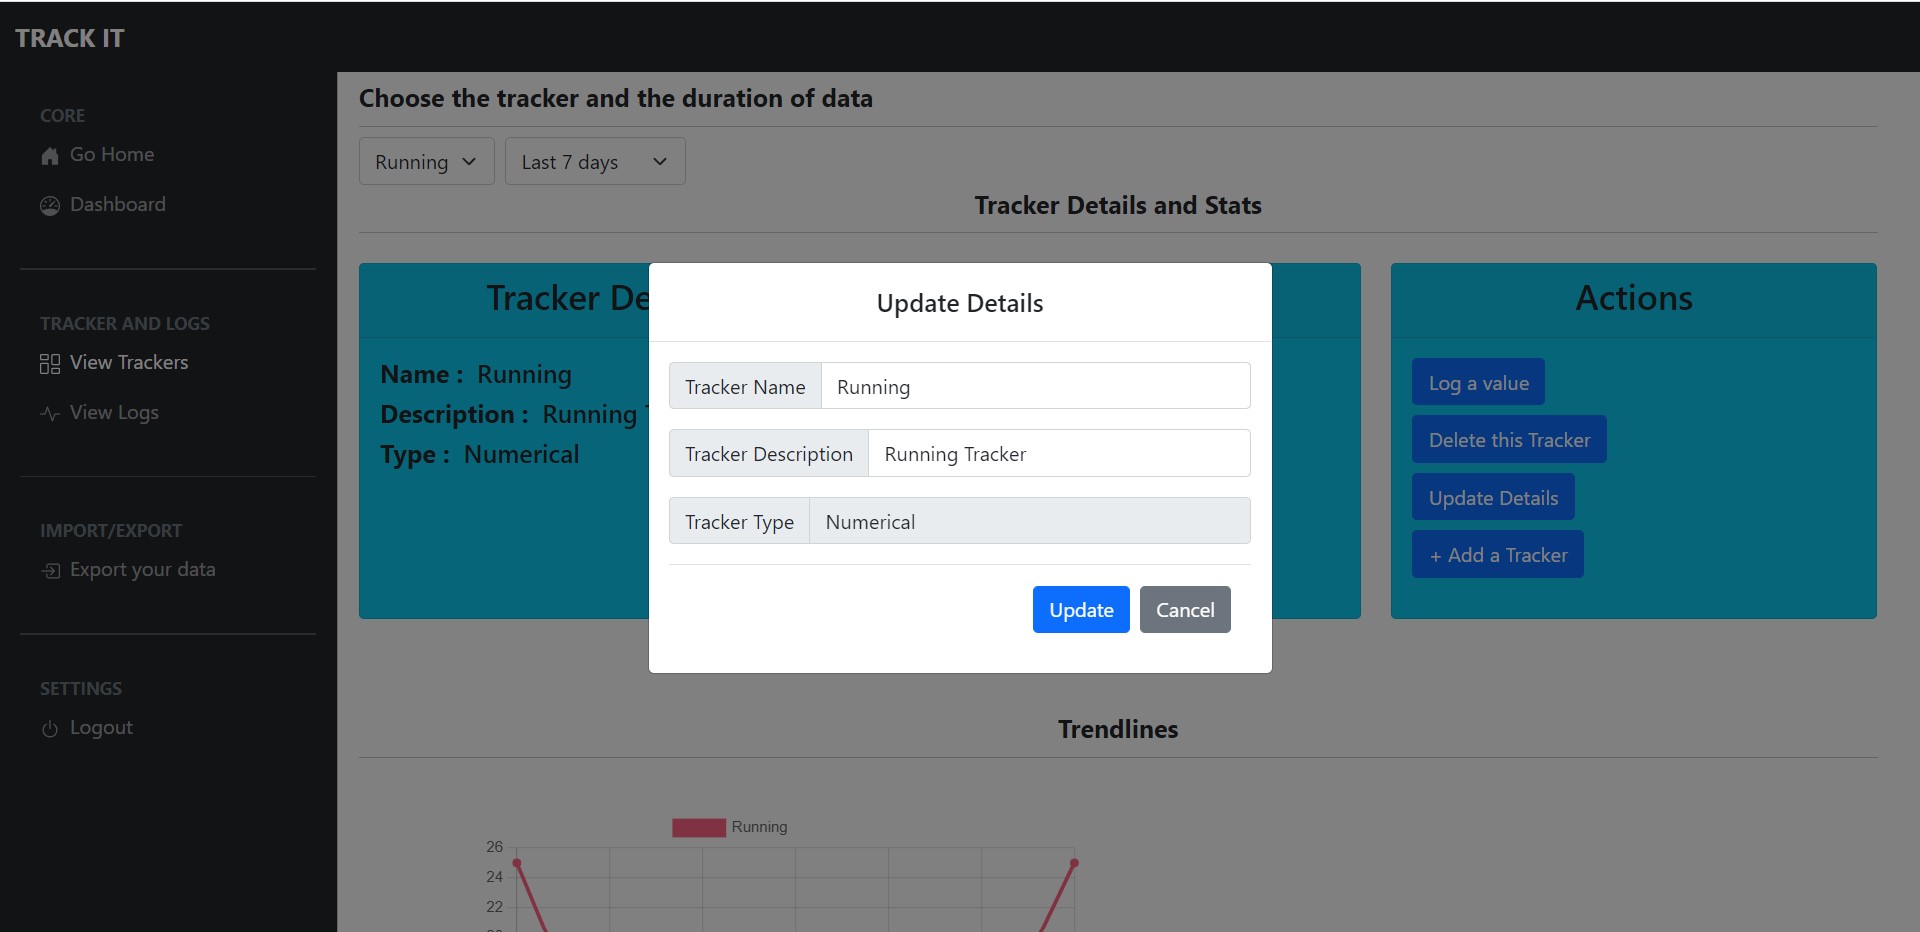 TRACK IT
CORE
Go Home
Dashboard
TRACKER AND LOGS
View Trackers
View Logs
IMPORT/EXPORT
Export your data
SETTINGS
Logout
Choose the tracker and the duration of data
Running
Last 7 days
Tracker Details and Stats
Tracker De
Name : Running
Description : Running
Type : Numerical
Update Details
Tracker Name Running
Tracker Description Running Tracker
Tracker Type Numerical
Update Cancel
Actions
Log a value
Delete this Tracker
Update Details
+ Add a Tracker
Trendlines
Running
26
24
22